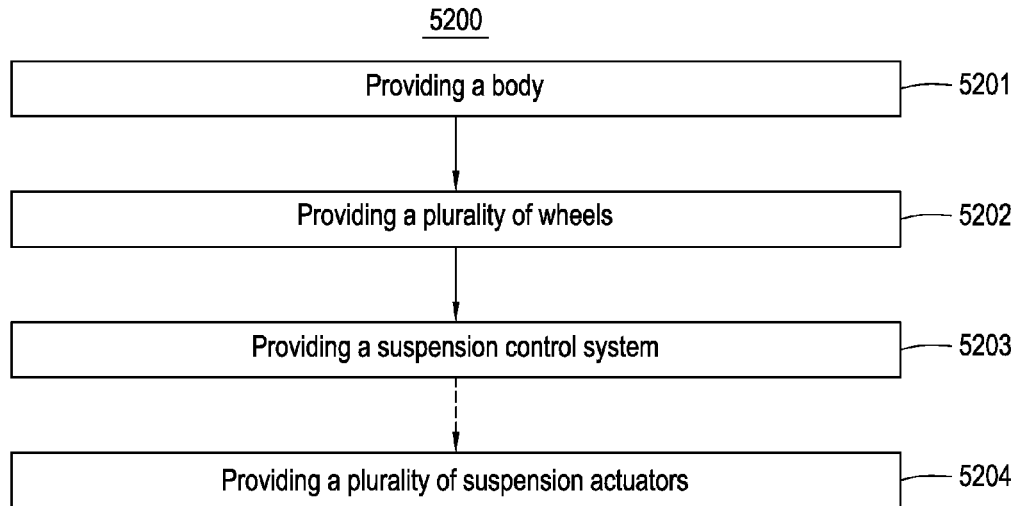 5200
Providing a body
5201
Providing a plurality of wheels
5202
Providing a suspension control system
5203
Providing a plurality of suspension actuators
5204